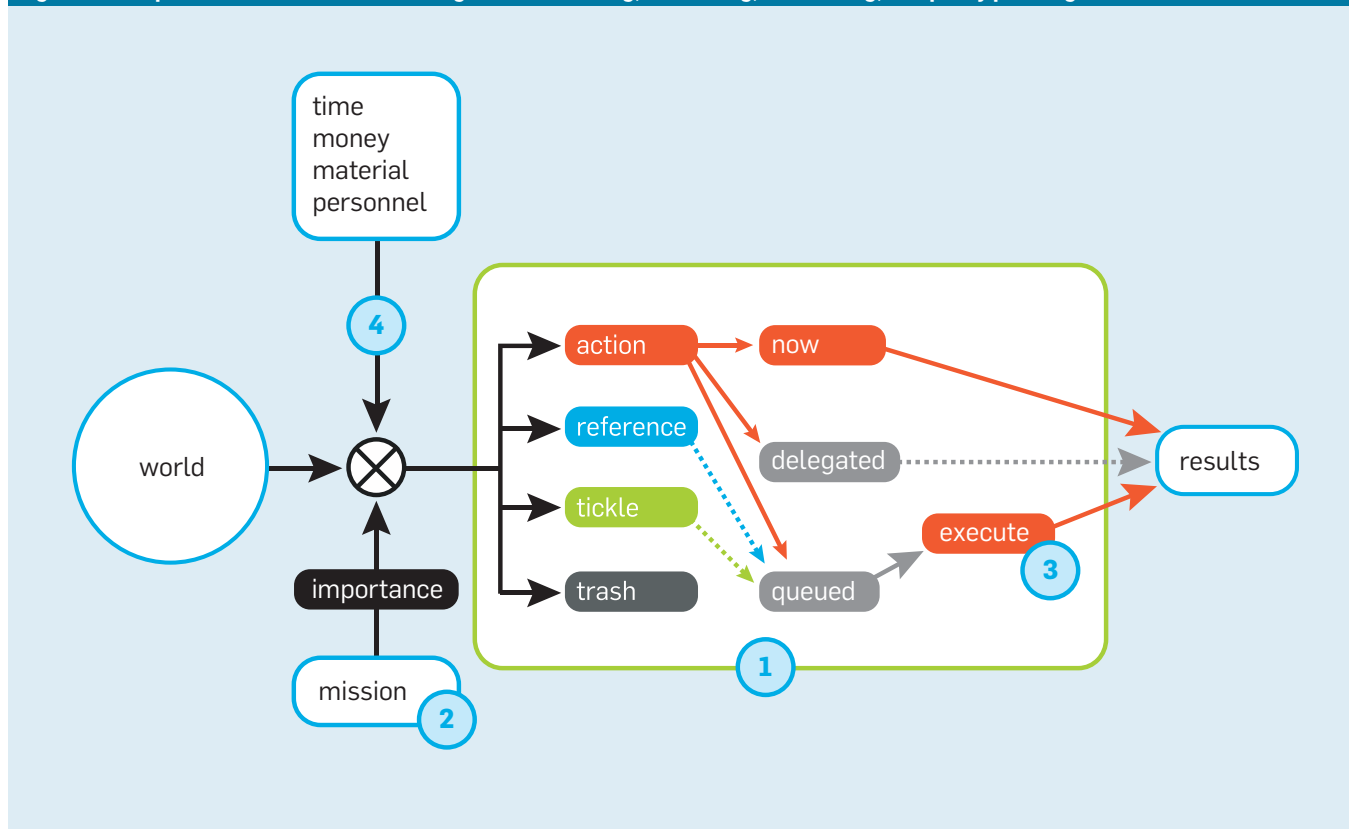 time
money
material
personnel
4
world
importance
mission
2
action
now
reference
delegated
tickle
execute
3
trash
queued
1
results